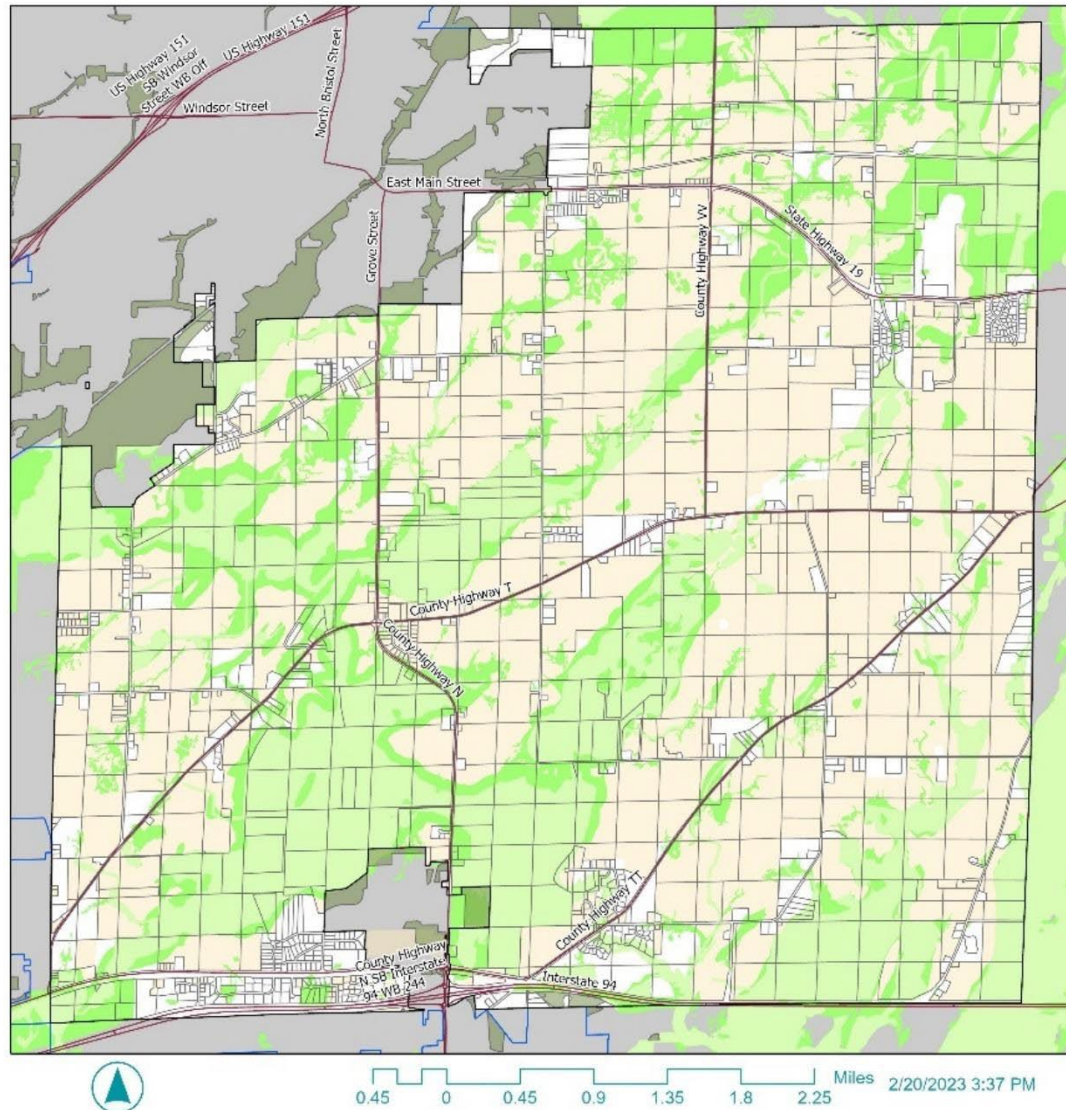 US Highway 151
SB Windsor
Street WB Off
US Highway 151
North Bristol Street
Windsor Street
East Main Street
Grove Street
State Highway 19
County Highway VV
County Highway T
County Highway N
County Highway TT
County Highway
N SB Interstate
94 WB 244
Interstate 94
Miles
2/20/2023 3:37 PM
0.45 0 0.45 0.9 1.35 1.8 2.25